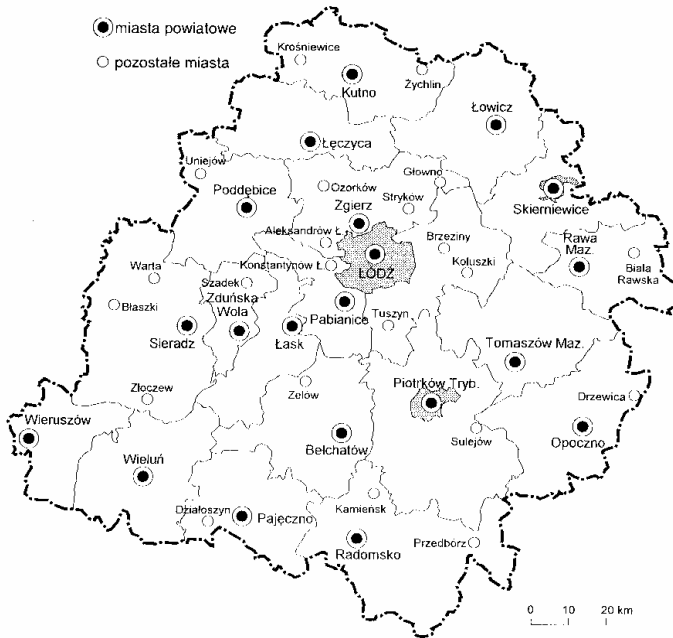 miasta powiatowe
pozostałe miasta
Krośniewice
Kutno
Żychlin
Łowicz
Łęczyca
Uniejów
Ozorków
Głowno
Poddębice
Zgierz
Stryków
Skierniewice
Aleksandrów Ł.
Brzeziny
Rawa
Maz.
Warta
Konstantynów Ł.
ŁÓDŹ
Koluszki
Biala
Rawska
Szadek
Błaszki
Zduńska
Wola
Pabianice
Tuszyn
Sieradz
Łask
Tomaszów Maz.
Złoczew
Zelów
Piotrków Tryb.
Drzewica
Wieruszów
Bełchatów
Sulejów
Opoczno
Wieluń
Działoszyn
Pajęczno
Kamieńsk
Radomsko
Przedbórz
0 10 20 km